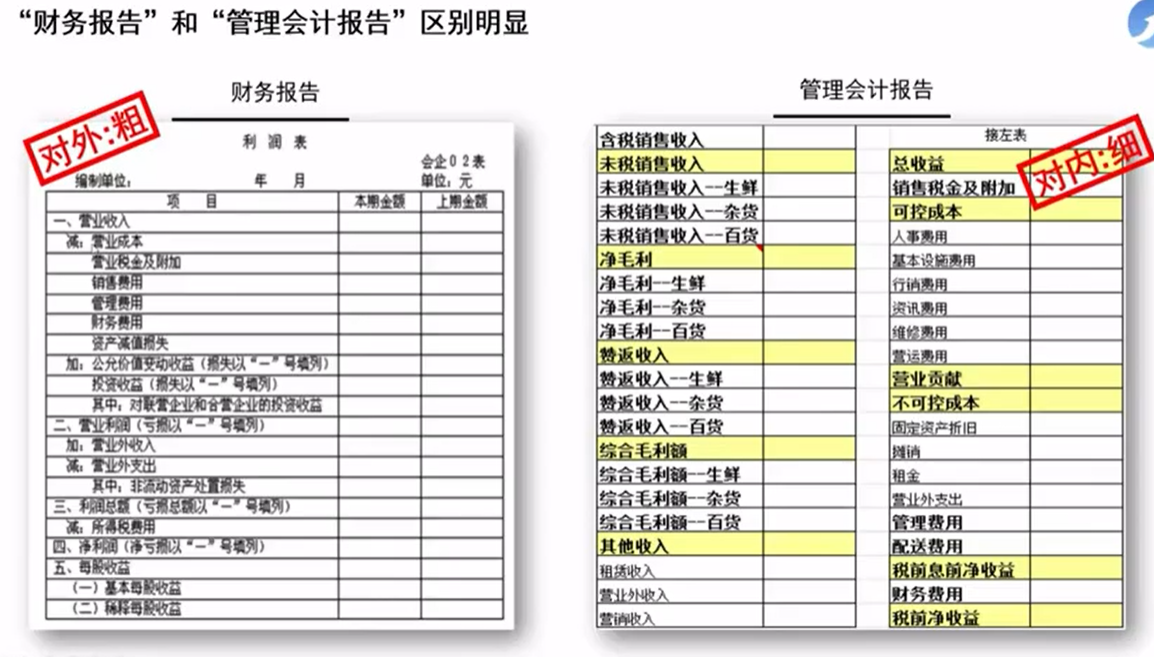 “财务报告”和“管理会计报告”区别明显
财务报告
对外:粗
利 润 表
会企02表
编制单位: 年 月 单位:元
项 目 本期金额 上期金额
一、营业收入
减:营业成本
营业税金及附加
销售费用
管理费用
财务费用
资产减值损失
加:公允价值变动收益(损失以“-”号填列)
投资收益(损失以“-”号填列)
其中:对联营企业和合营企业的投资收益
二、营业利润(亏损以“-”号填列)
加:营业外收入
减:营业外支出
其中:非流动资产处置损失
三、利润总额(亏损总额以“-”号填列)
减:所得税费用
四、净利润(净亏损以“-”号填列)
五、每股收益
(一)基本每股收益
(二)稀释每股收益
管理会计报告
对内:细
含税销售收入
未税销售收入
未税销售收入--生鲜
未税销售收入--杂货
未税销售收入--百货
净毛利
净毛利--生鲜
净毛利--杂货
净毛利--百货
赞返收入
赞返收入--生鲜
赞返收入--杂货
赞返收入--百货
综合毛利额
综合毛利额--生鲜
综合毛利额--杂货
综合毛利额--百货
其他收入
租赁收入
营业外收入
营销收入
接左表
总收益
销售税金及附加
可控成本
人事费用
基本设施费用
行销费用
资讯费用
维修费用
营运费用
营业贡献
不可控成本
固定资产折旧
摊销
租金
营业外支出
管理费用
配送费用
税前息前净收益
财务费用
税前净收益